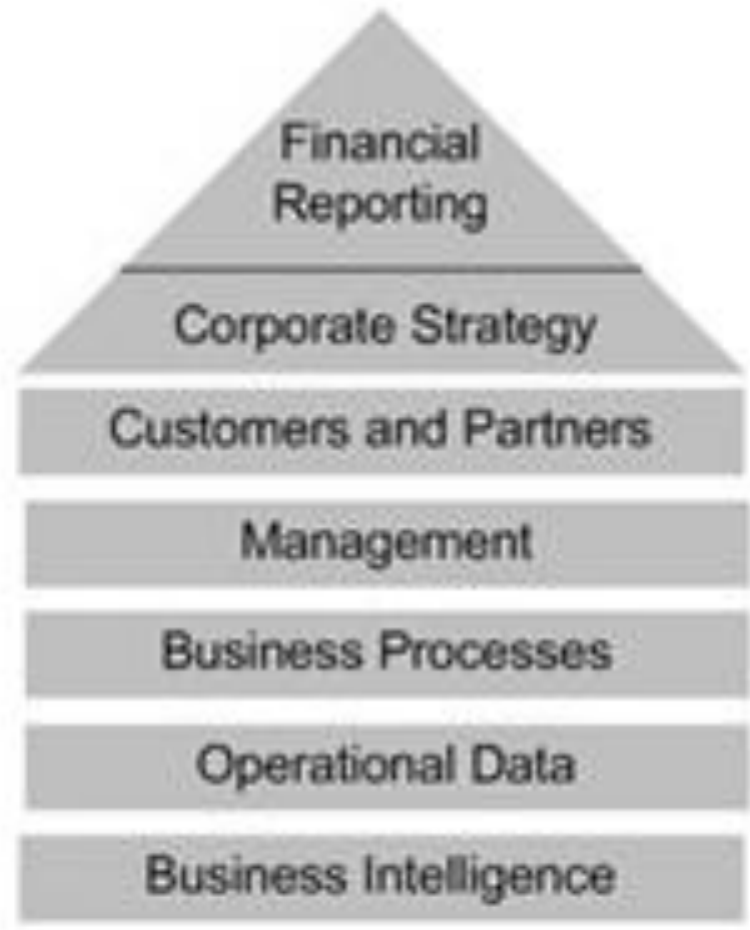 Financial
Reporting
Corporate Strategy
Customers and Partners
Management
Business Processes
Operational Data
Business Intelligence